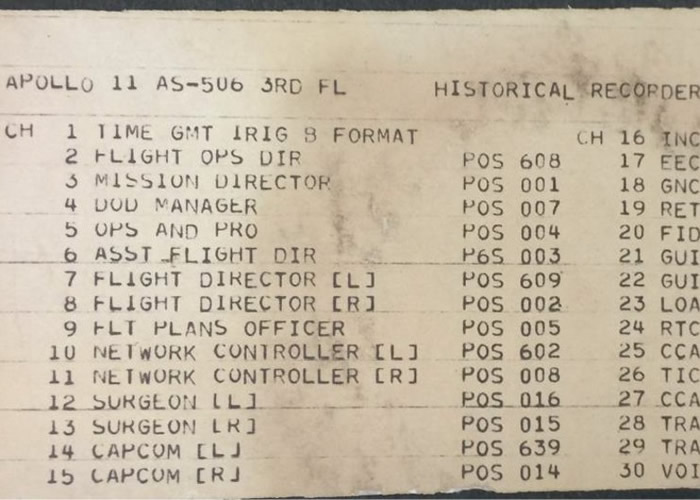 APOLLO 11 AS-506 3RD FL HISTORICAL RECORDER
CH 1 TIME GMT IRIG B FORMAT CH 16 INC
2 FLIGHT OPS DIR POS 608 17 EEC
3 MISSION DIRECTOR POS 001 18 GNC
4 DOD MANAGER POS 007 19 RET
5 OPS AND PRO POS 004 20 FID
6 ASST FLIGHT DIR POS 003 21 GUI
7 FLIGHT DIRECTOR [L] POS 609 22 GUI
8 FLIGHT DIRECTOR [R] POS 002 23 LOA
9 FLT PLANS OFFICER POS 005 24 RTC
10 NETWORK CONTROLLER [L] POS 602 25 CCA
11 NETWORK CONTROLLER [R] POS 008 26 TIC
12 SURGEON [L] POS 016 27 CCA
13 SURGEON [R] POS 015 28 TRA
14 CAPCOM [L] POS 639 29 TRA
15 CAPCOM [R] POS 014 30 VOI